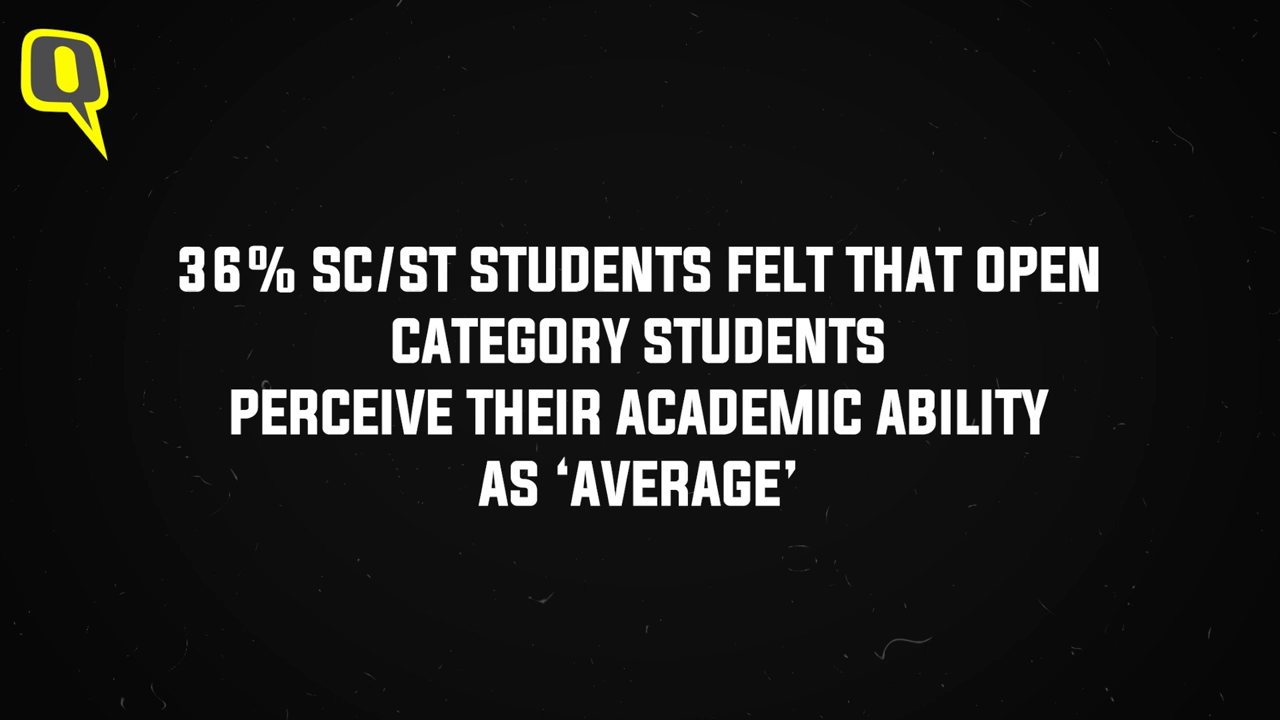 36% SC/ST STUDENTS FELT THAT OPEN
CATEGORY STUDENTS
PERCEIVE THEIR ACADEMIC ABILITY
AS ‘AVERAGE’